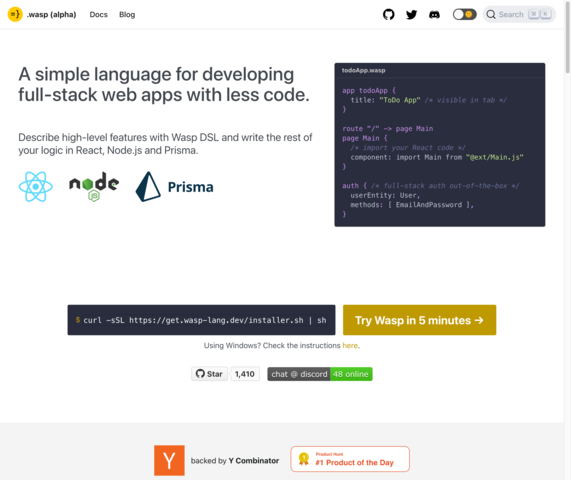 =} .wasp (alpha) Docs Blog Search ⌘ K
A simple language for developing
full-stack web apps with less code.
Describe high-level features with Wasp DSL and write the rest of
your logic in React, Node.js and Prisma.
node
JS
Prisma
todoApp.wasp
app todoApp {
title: "ToDo App" /* visible in tab */
}
route "/" -> page Main
page Main {
/* import your React code */
component: import Main from "@ext/Main.js"
}
auth { /* full-stack auth out-of-the-box */
userEntity: User,
methods: [ EmailAndPassword ],
}
$ curl -sSL https://get.wasp-lang.dev/installer.sh | sh
Try Wasp in 5 minutes →
Using Windows? Check the instructions here.
Star 1,410 chat @ discord 48 online
Y backed by Y Combinator
Product Hunt
#1 Product of the Day